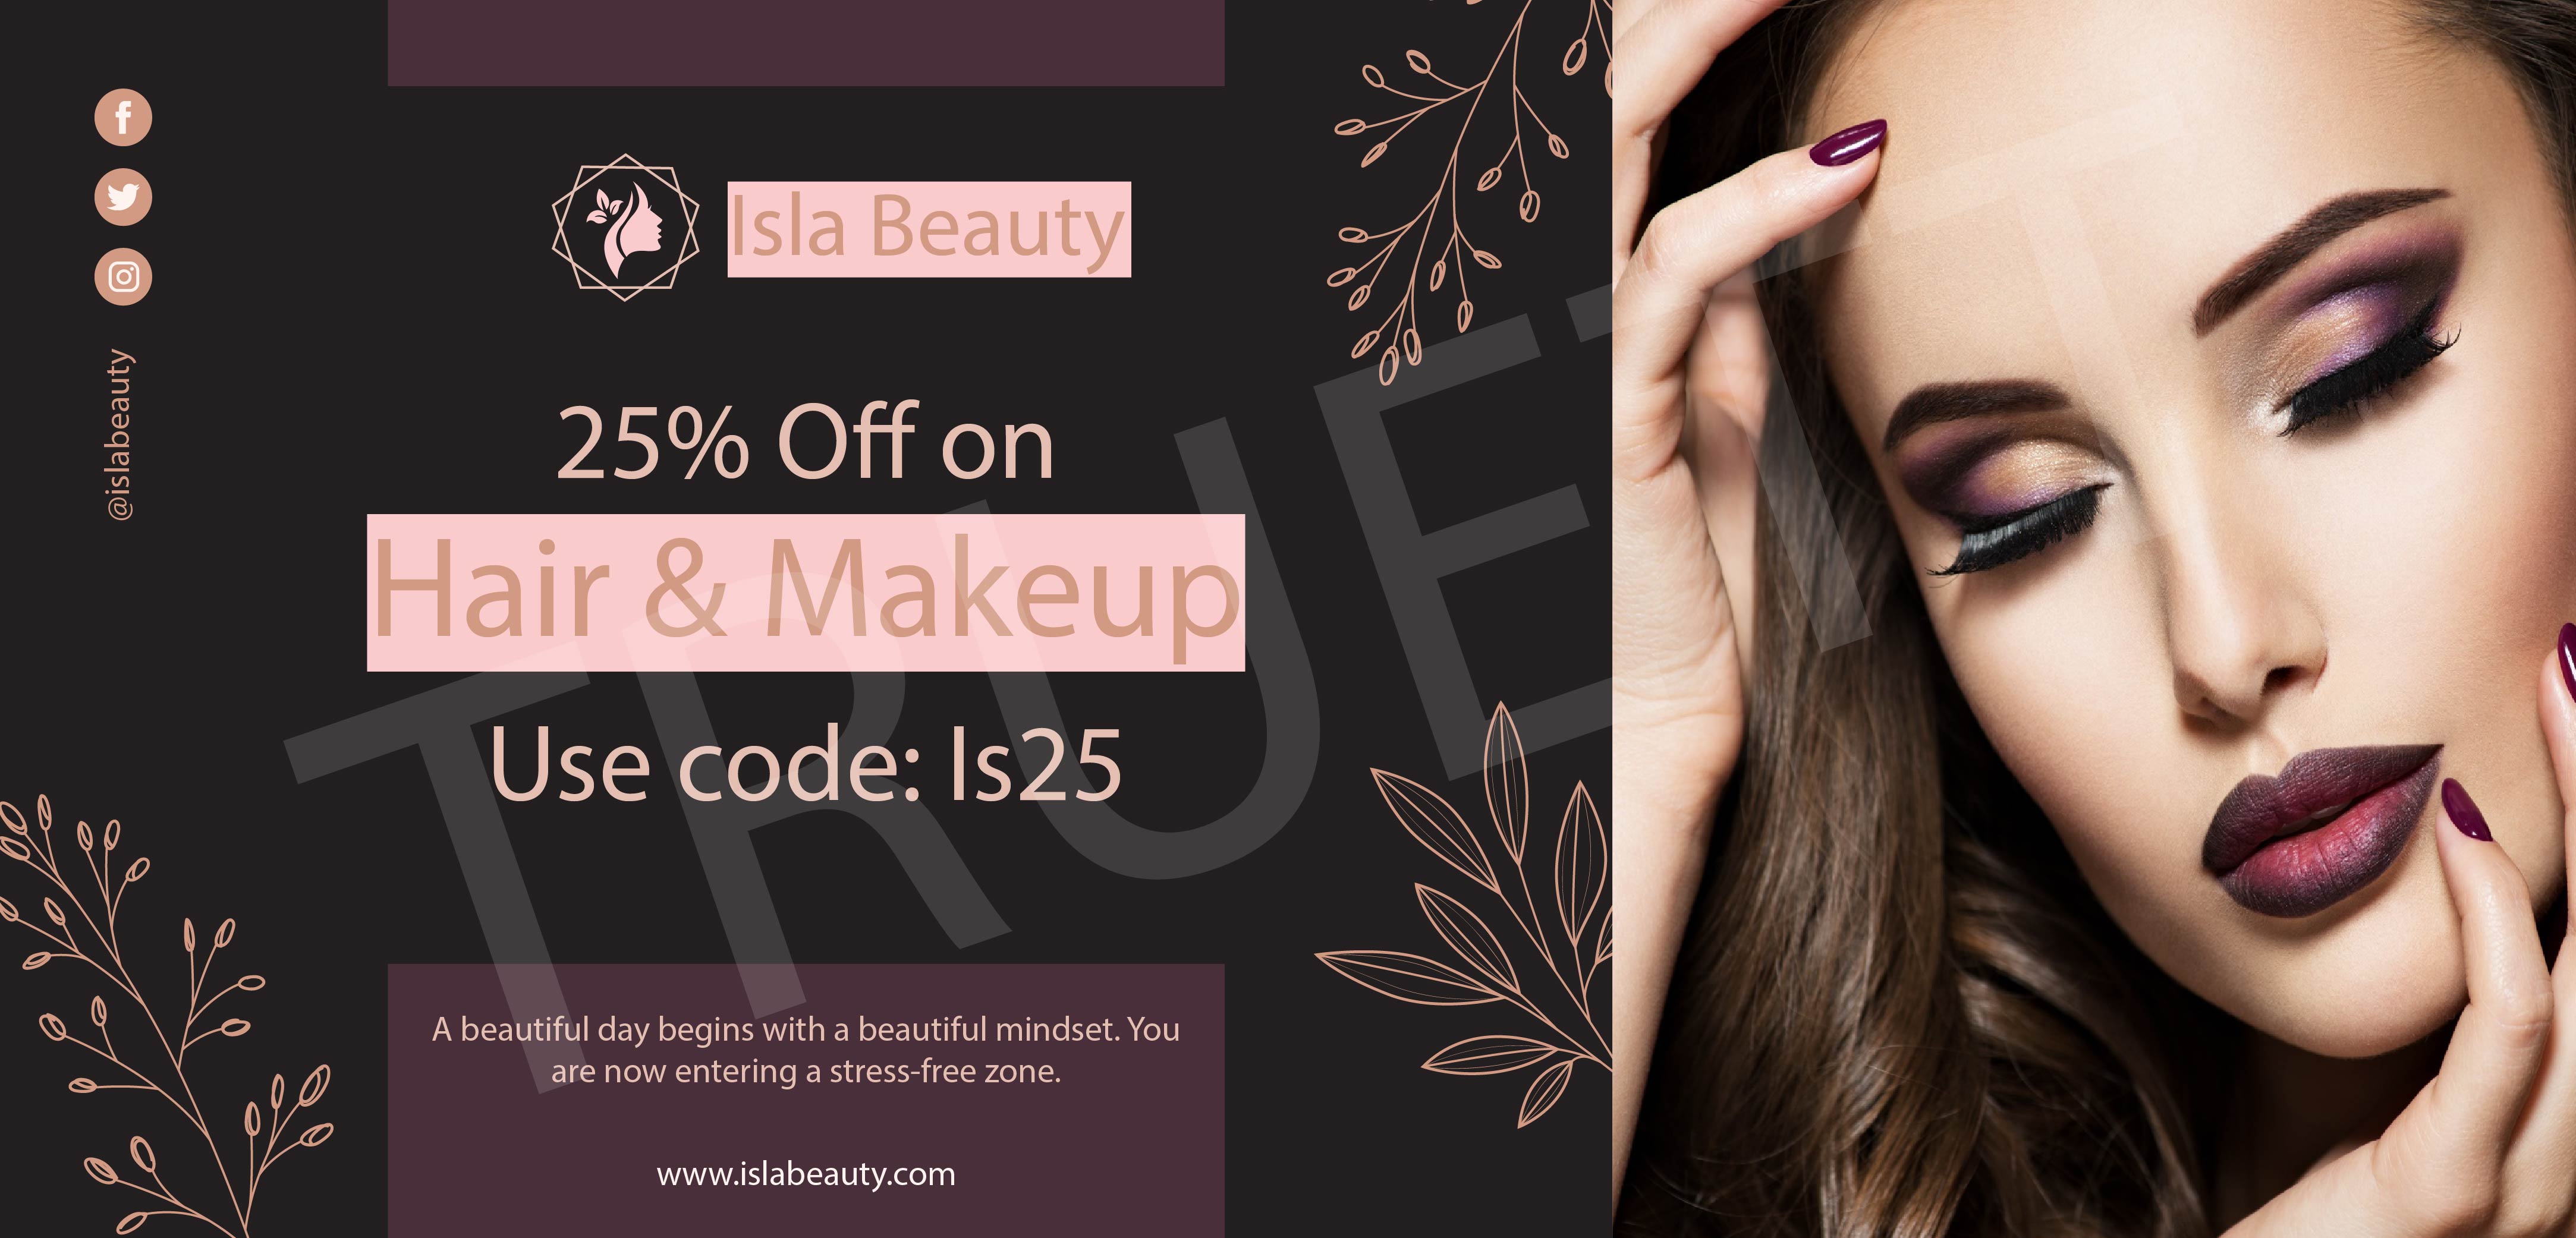 @islabeauty
Isla Beauty
25% Off on
Hair & Makeup
Use code: Is25
A beautiful day begins with a beautiful mindset. You
are now entering a stress-free zone.
www.islabeauty.com
TRUET